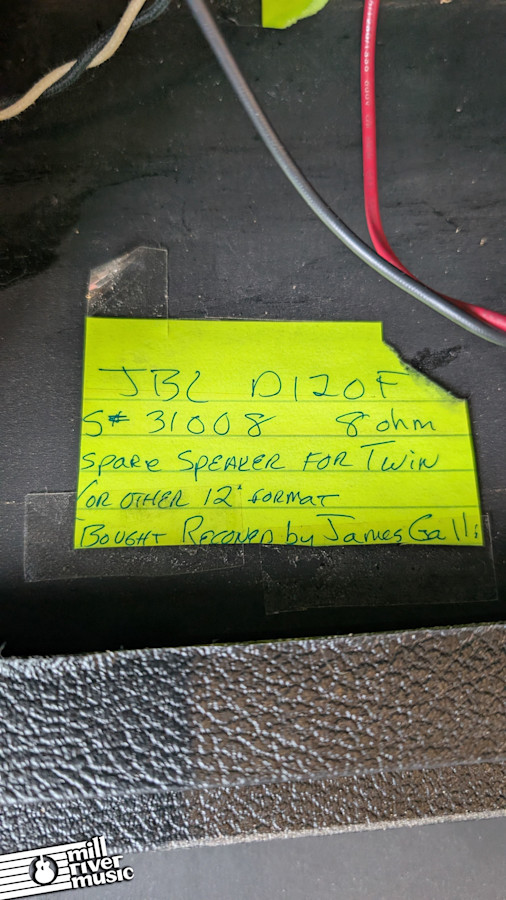 JBL D120F
S# 31008 8 ohm
SPARE SPEAKER FOR TWIN
/OR OTHER 12" FORMAT
BOUGHT RECONED by James Galli
mill
river
music